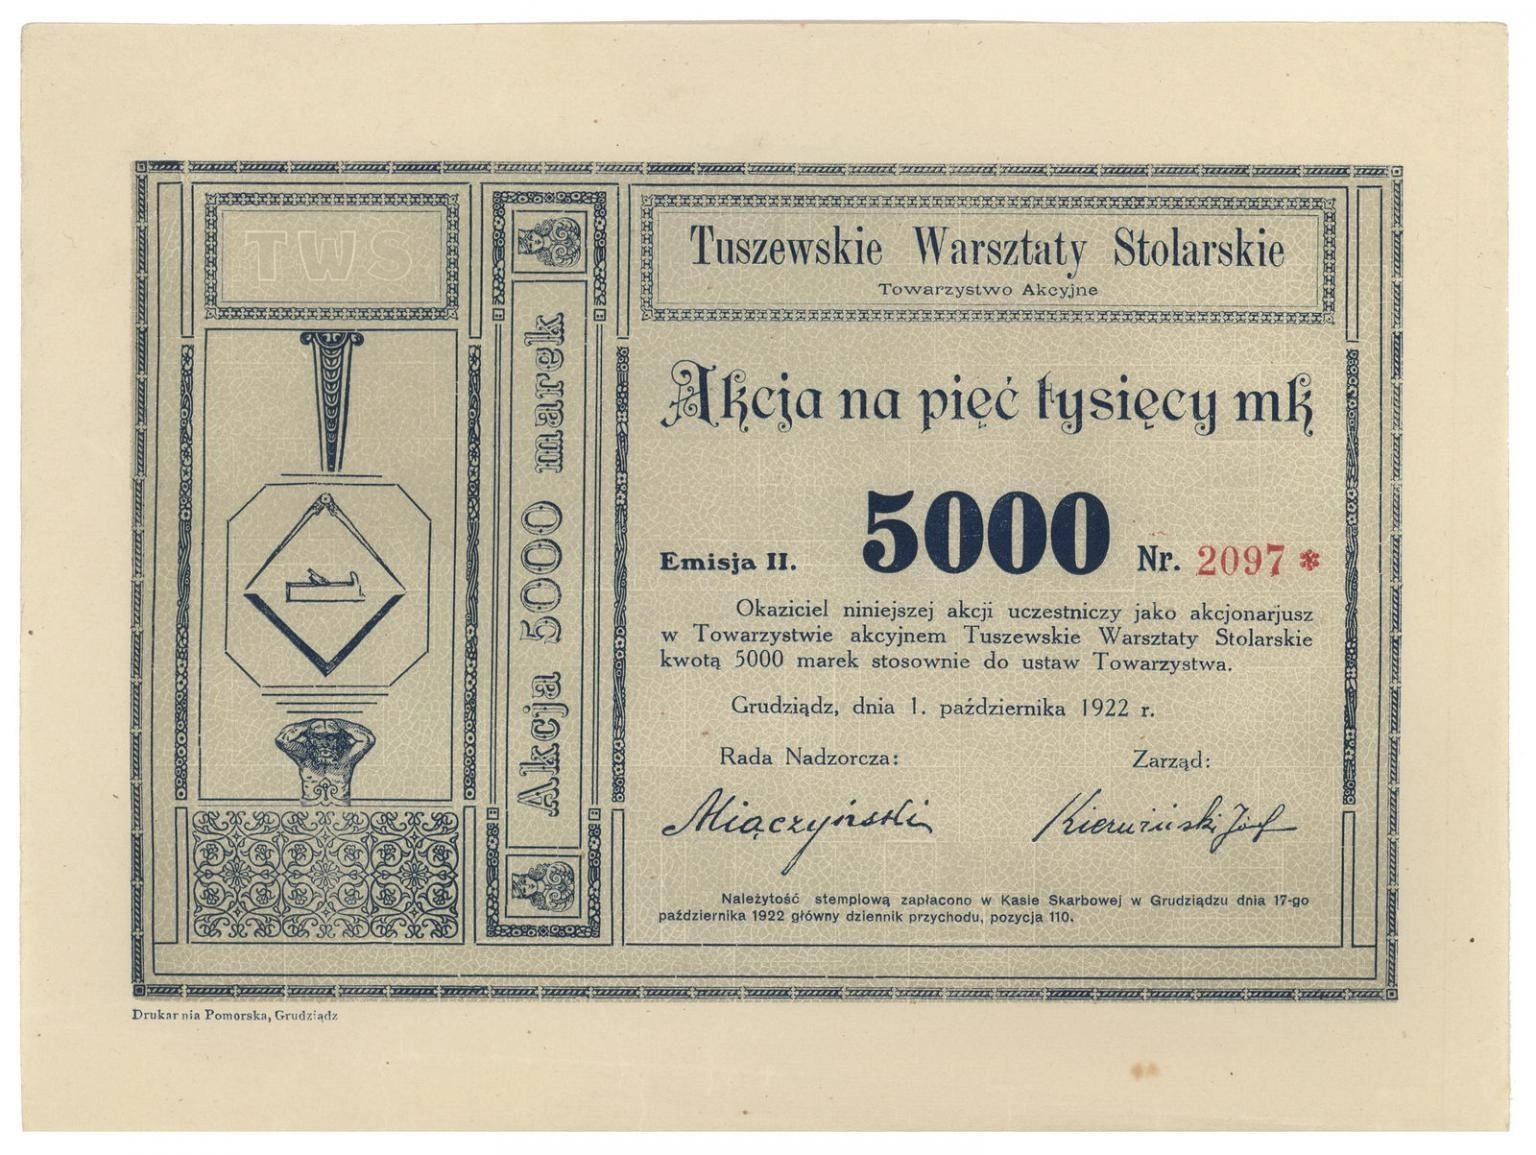 TWS
Akcja 5000 marek
Tuszewskie Warsztaty Stolarskie
Towarzystwo Akcyjne
Akcja na pięć tysięcy mk
Emisja II. 5000 Nr. 2097 *
Okaziciel niniejszej akcji uczestniczy jako akcjonarjusz
w Towarzystwie akcyjnem Tuszewskie Warsztaty Stolarskie
kwotą 5000 marek stosownie do ustaw Towarzystwa.
Grudziądz, dnia 1. października 1922 r.
Rada Nadzorcza: Zarząd:
Miączyński
Należytość stemplową zapłacono w Kasie Skarbowej w Grudziądzu dnia 17-go
października 1922 główny dziennik przychodu, pozycja 110.
Drukarnia Pomorska, Grudziądz